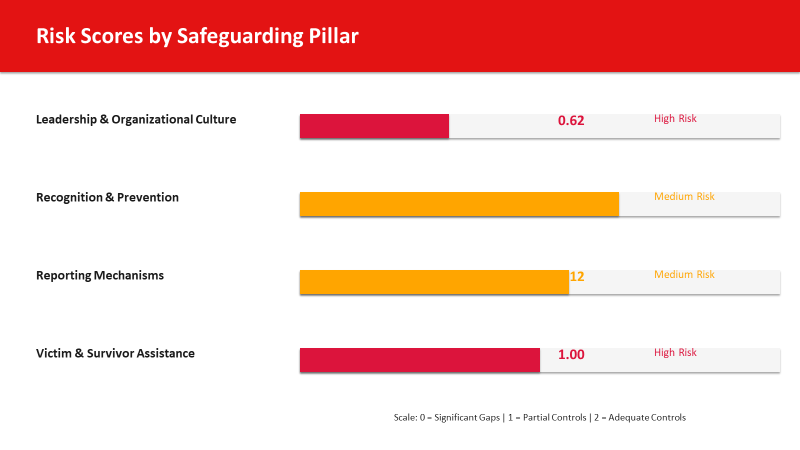 Risk Scores by Safeguarding Pillar
Leadership & Organizational Culture 0.62 High Risk
Recognition & Prevention Medium Risk
Reporting Mechanisms 12 Medium Risk
Victim & Survivor Assistance 1.00 High Risk
Scale: 0 = Significant Gaps | 1 = Partial Controls | 2 = Adequate Controls